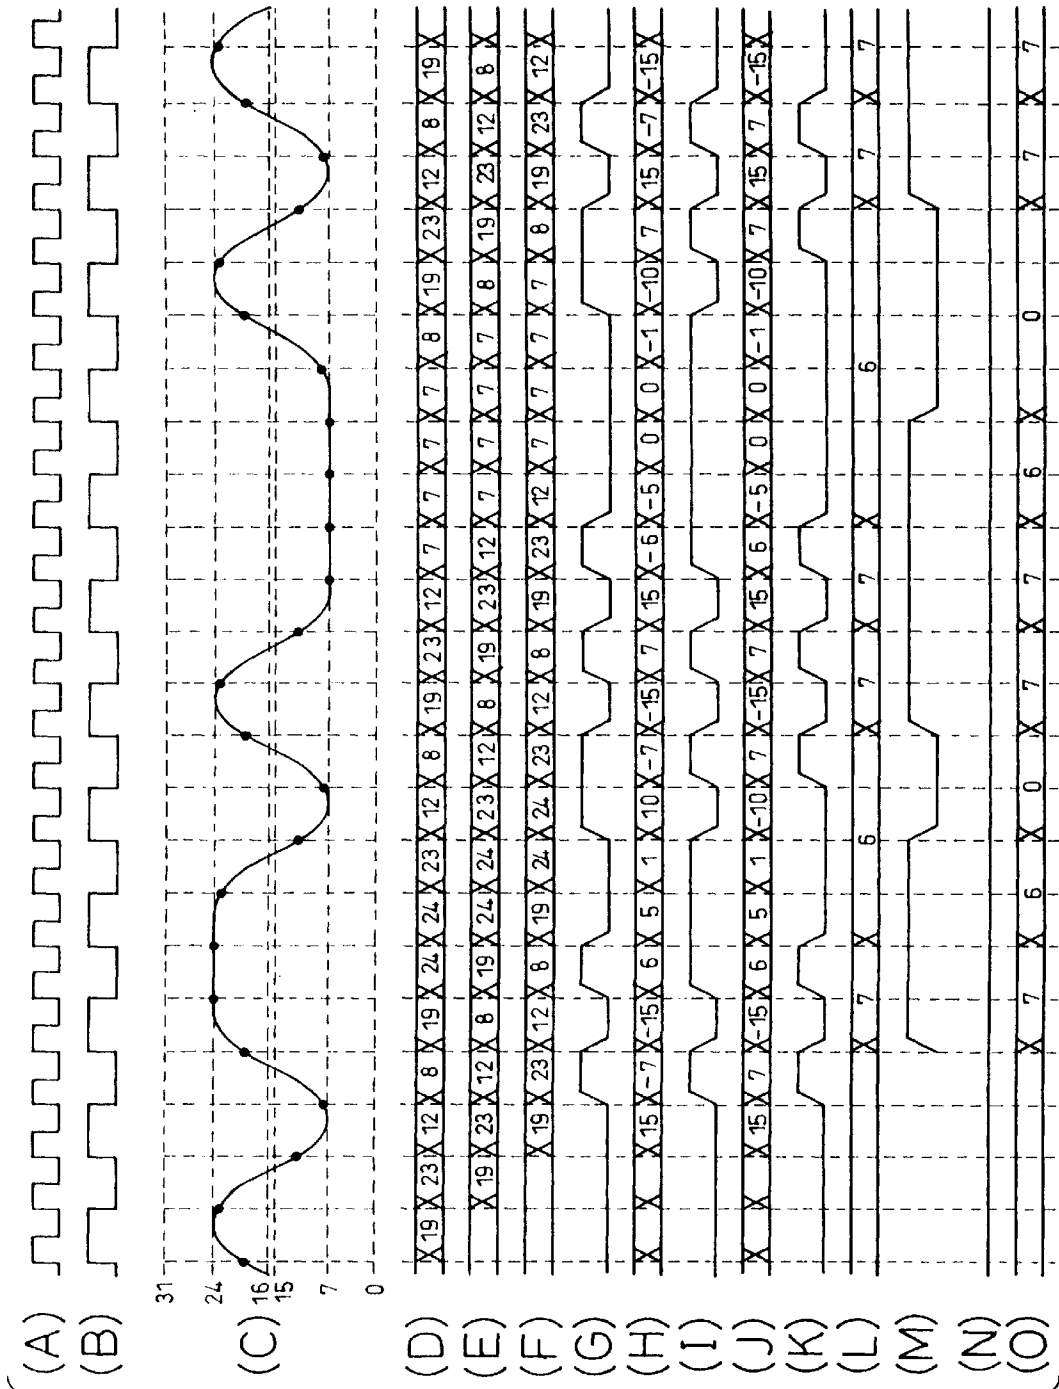 (A)
(B)
31
24
16
(C) 15
7
0
(D) 19 23 12 8 19 24 24 23 12 8 19 23 12 7 7 7 7 8 19 23 12 8 19
(E) 19 23 12 8 19 24 24 23 12 8 19 23 12 7 7 7 7 8 19 23 12 8
(F) 19 23 12 8 19 24 24 23 12 8 19 23 12 7 7 7 7 8 19 23 12
(G)
(H) 15 -7 -15 6 5 1 10 -7 -15 7 15 -6 -5 0 0 -1 -10 7 15 -7 -15
(I)
(J) 15 7 -15 6 5 1 -10 7 -15 7 15 6 -5 0 0 -1 -10 7 15 7 -15
(K)
(L) 7 6 7 7 6 7 7
(M)
(N)
(O) 7 6 0 7 7 6 0 7 7